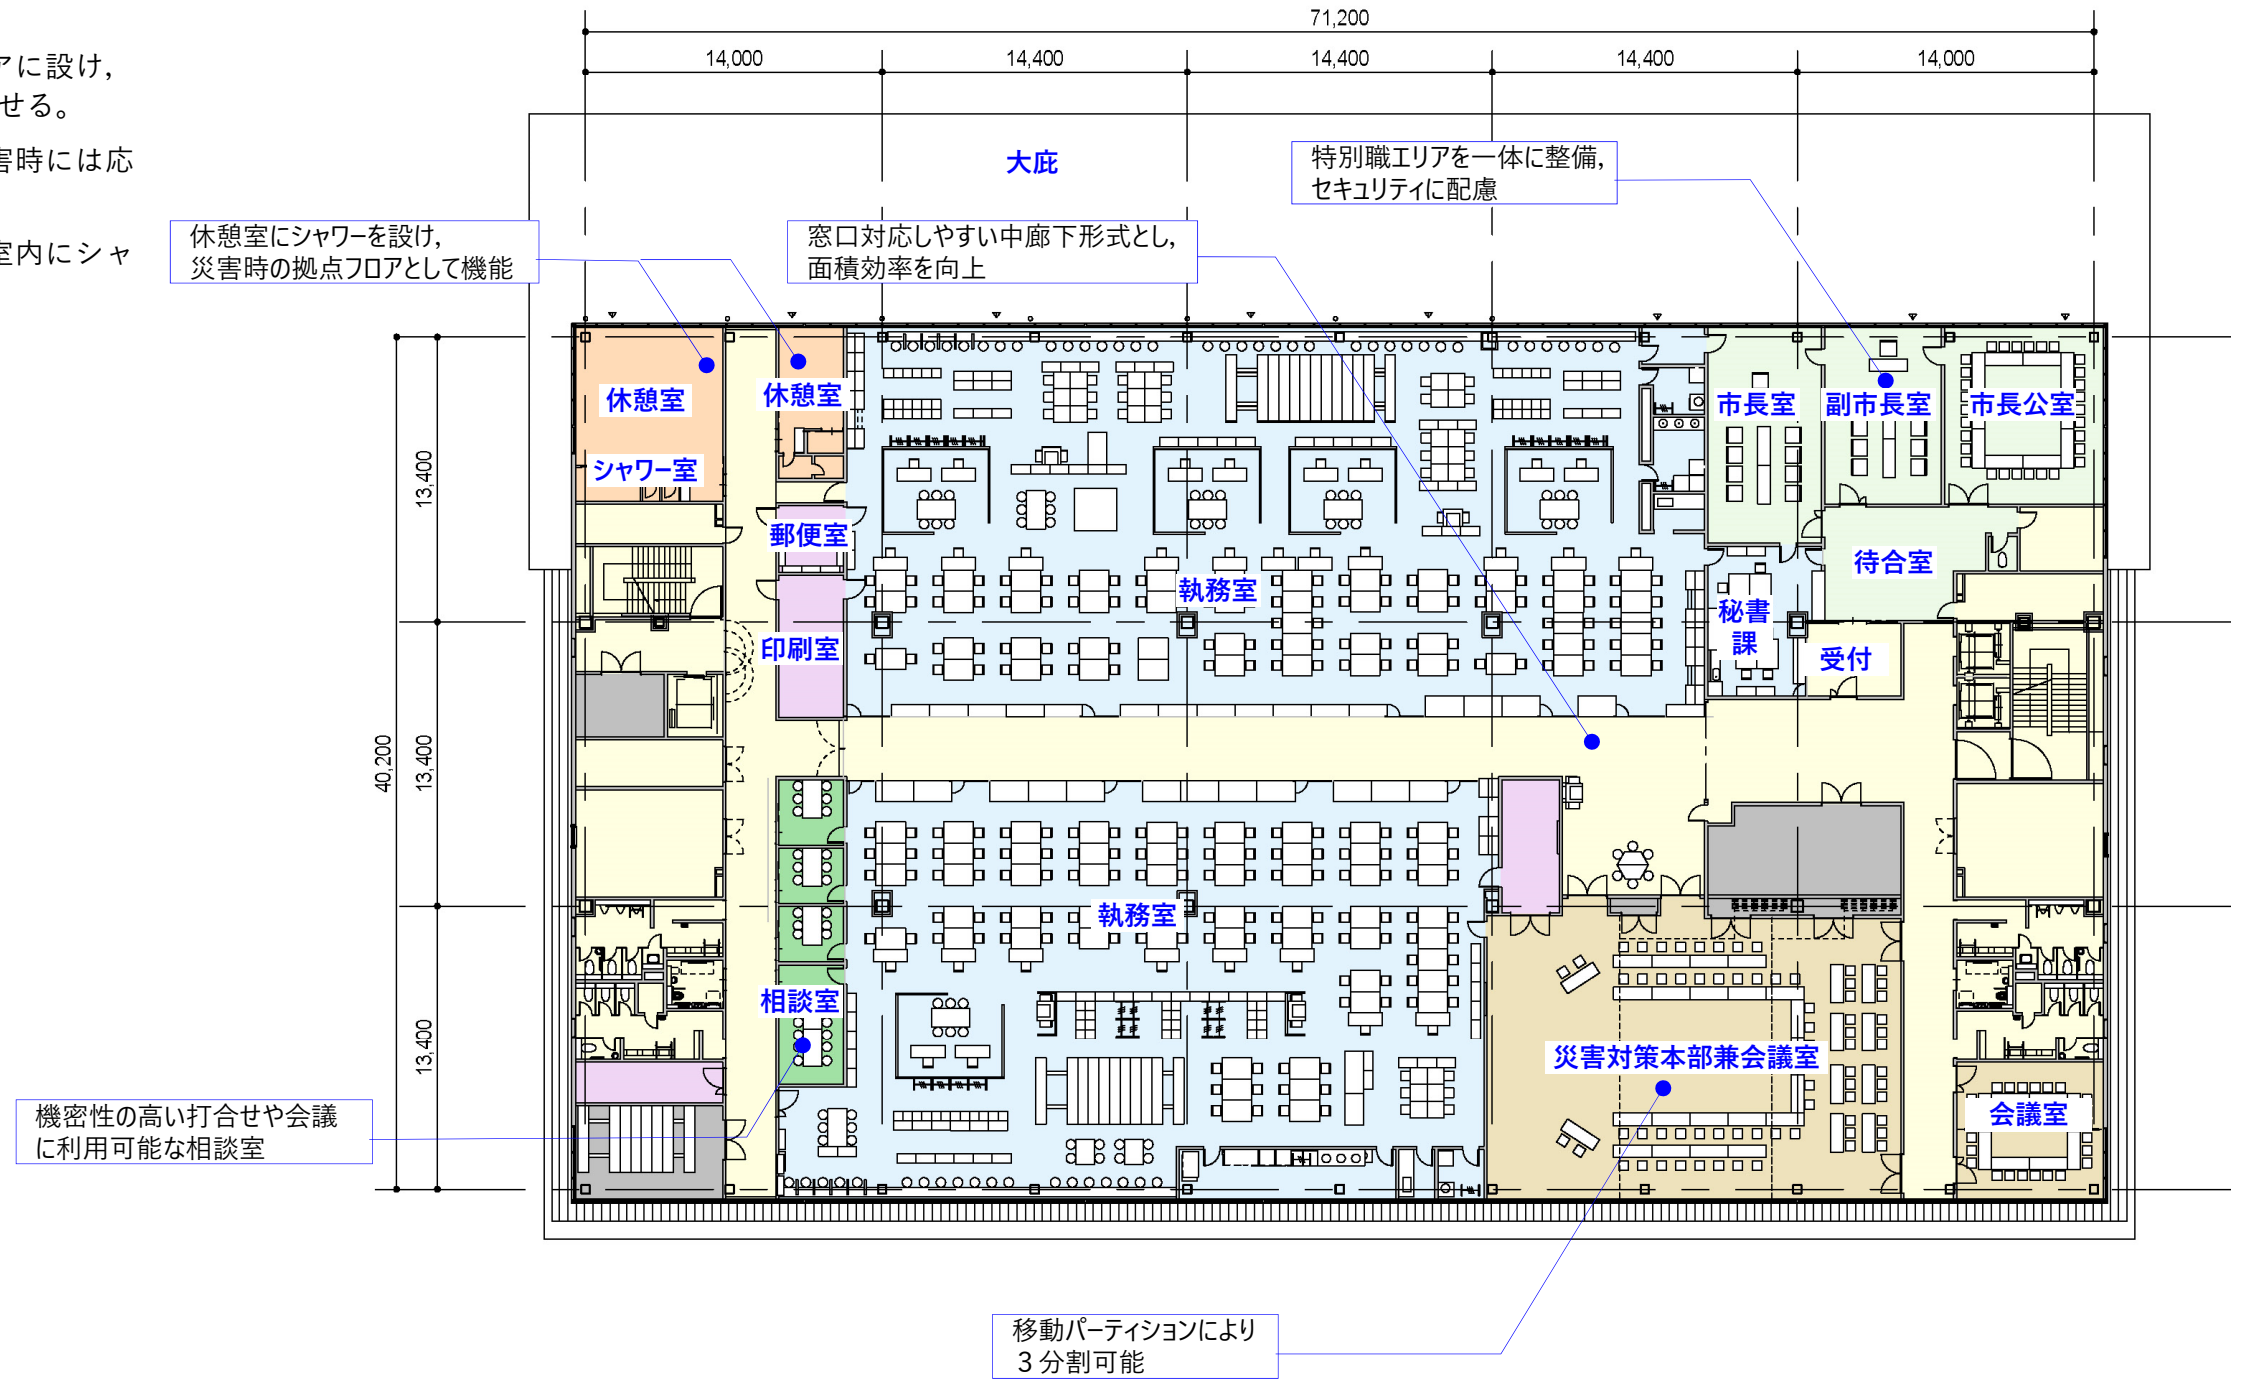 71,200
14,000
14,400
14,400
14,400
14,000
アに設け,
せる。
害時には応
室内にシャ
大庇
特別職エリアを一体に整備,
セキュリティに配慮
休憩室にシャワーを設け,
災害時の拠点フロアとして機能
窓口対応しやすい中廊下形式とし,
面積効率を向上
休憩室
シャワー室
休憩室
郵便室
印刷室
執務室
市長室
副市長室
市長公室
待合室
秘書
課
受付
40,200
13,400
13,400
13,400
執務室
相談室
災害対策本部兼会議室
会議室
機密性の高い打合せや会議
に利用可能な相談室
移動パーティションにより
3分割可能